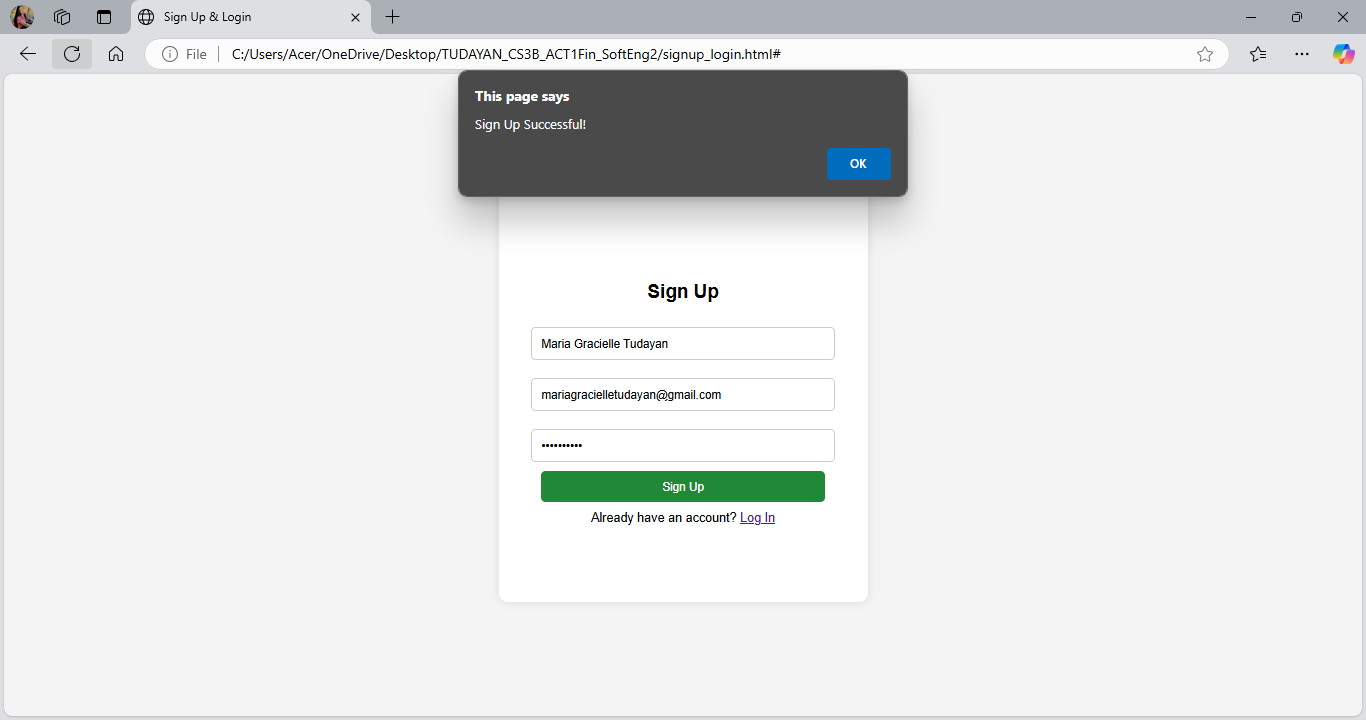 Sign Up & Login
File
C:/Users/Acer/OneDrive/Desktop/TUDAYAN_CS3B_ACT1Fin_SoftEng2/signup_login.html#
This page says
Sign Up Successful!
OK
Sign Up
Maria Gracielle Tudayan
mariagracielletudayan@gmail.com
••••••••••
Sign Up
Already have an account? Log In